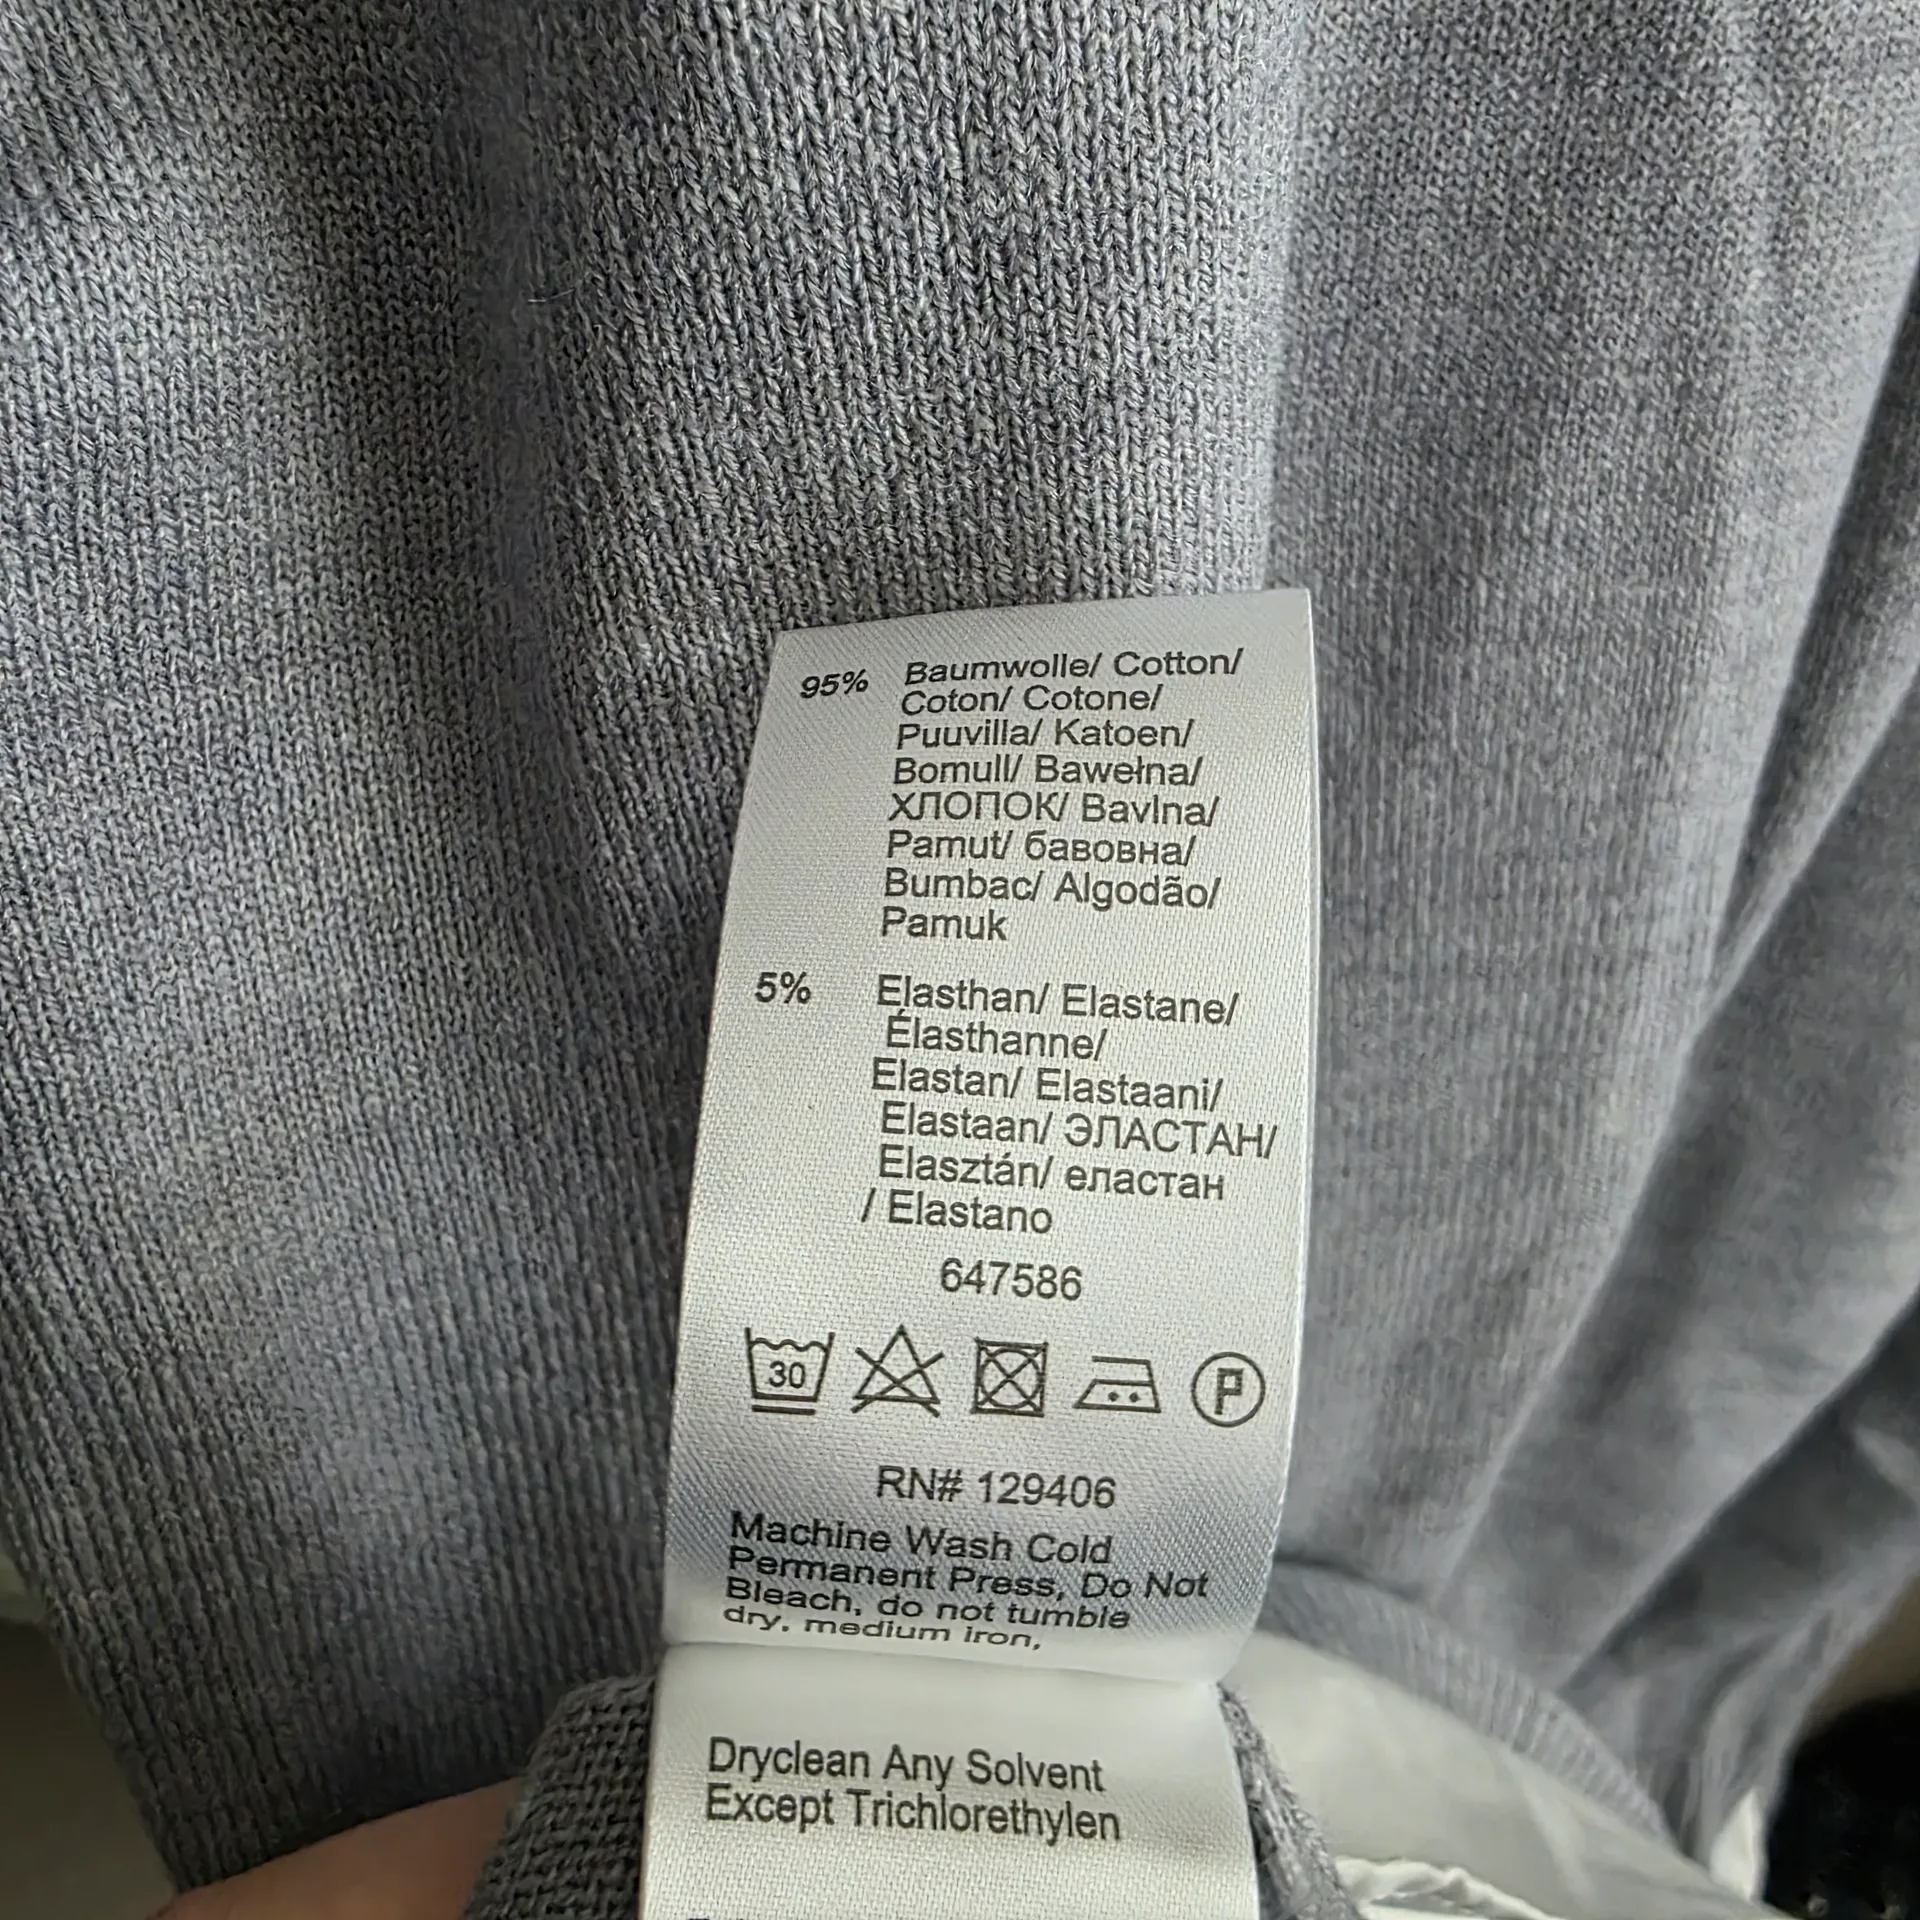 95% Baumwolle/ Cotton/
Coton/ Cotone/
Puuvilla/ Katoen/
Bomull/ Bawełna/
ХЛОПОК/ Bavlna/
Pamut/ бавовна/
Bumbac/ Algodão/
Pamuk
5% Elasthan/ Elastane/
Élasthanne/
Elastan/ Elastaani/
Elastaan/ ЭЛАСТАН/
Elasztán/ еластан
/ Elastano
647586
30 P
RN# 129406
Machine Wash Cold
Permanent Press, Do Not
Bleach, do not tumble
dry, medium iron,
Dryclean Any Solvent
Except Trichlorethylen